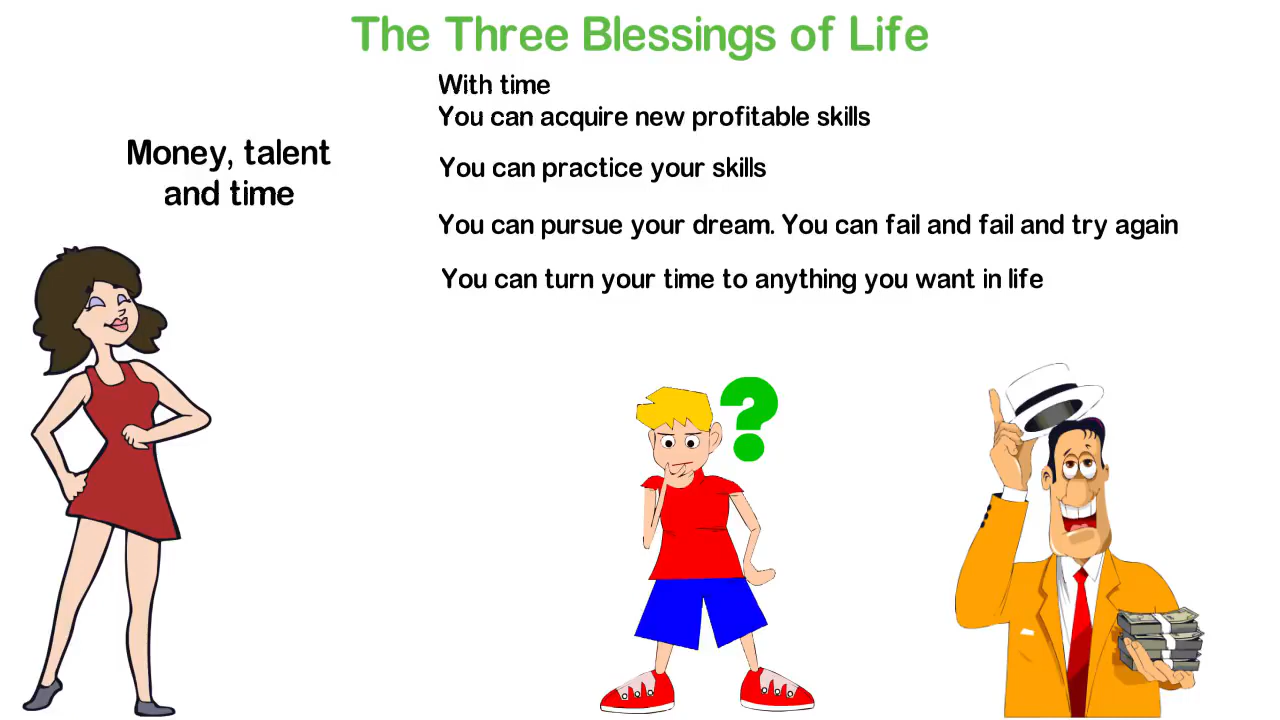 The Three Blessings of Life
Money, talent
and time
With time
You can acquire new profitable skills
You can practice your skills
You can pursue your dream. You can fail and fail and try again
You can turn your time to anything you want in life
?